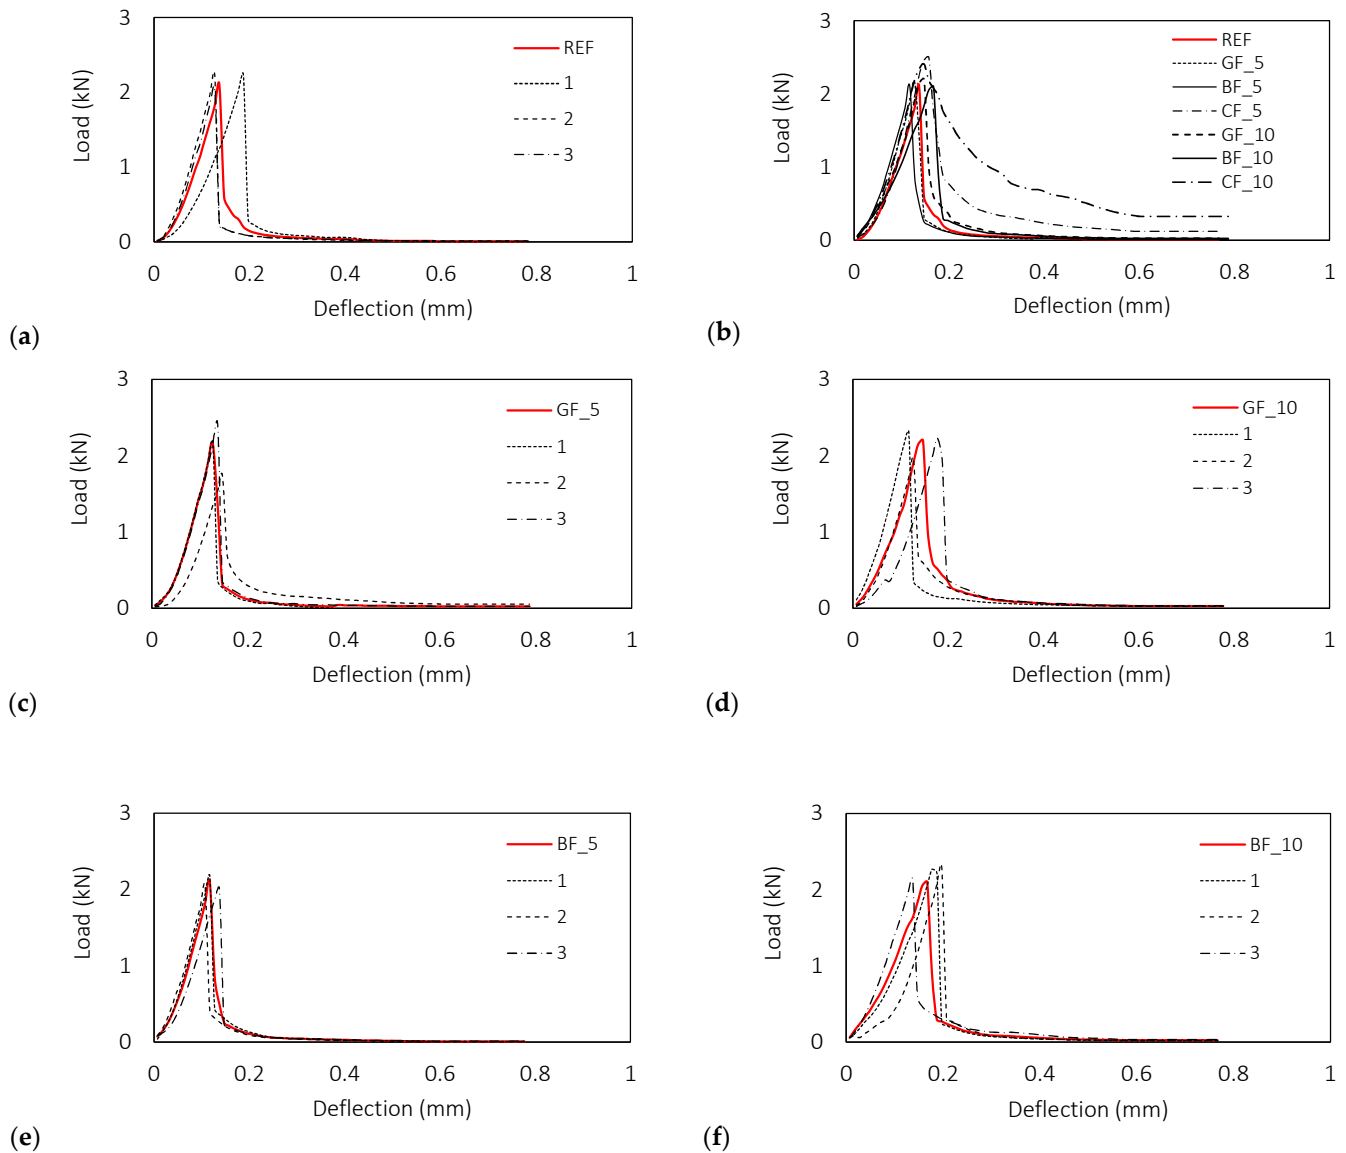 3
2
1
0
Load (kN)
0
0.2
0.4
0.6
0.8
1
Deflection (mm)
REF
1
2
3
(a)
3
2
1
0
Load (kN)
0
0.2
0.4
0.6
0.8
1
Deflection (mm)
REF
GF_5
BF_5
CF_5
GF_10
BF_10
CF_10
(b)
3
2
1
0
Load (kN)
0
0.2
0.4
0.6
0.8
1
Deflection (mm)
GF_5
1
2
3
(c)
3
2
1
0
Load (kN)
0
0.2
0.4
0.6
0.8
1
Deflection (mm)
GF_10
1
2
3
(d)
3
2
1
0
Load (kN)
0
0.2
0.4
0.6
0.8
1
Deflection (mm)
BF_5
1
2
3
(e)
3
2
1
0
Load (kN)
0
0.2
0.4
0.6
0.8
1
Deflection (mm)
BF_10
1
2
3
(f)